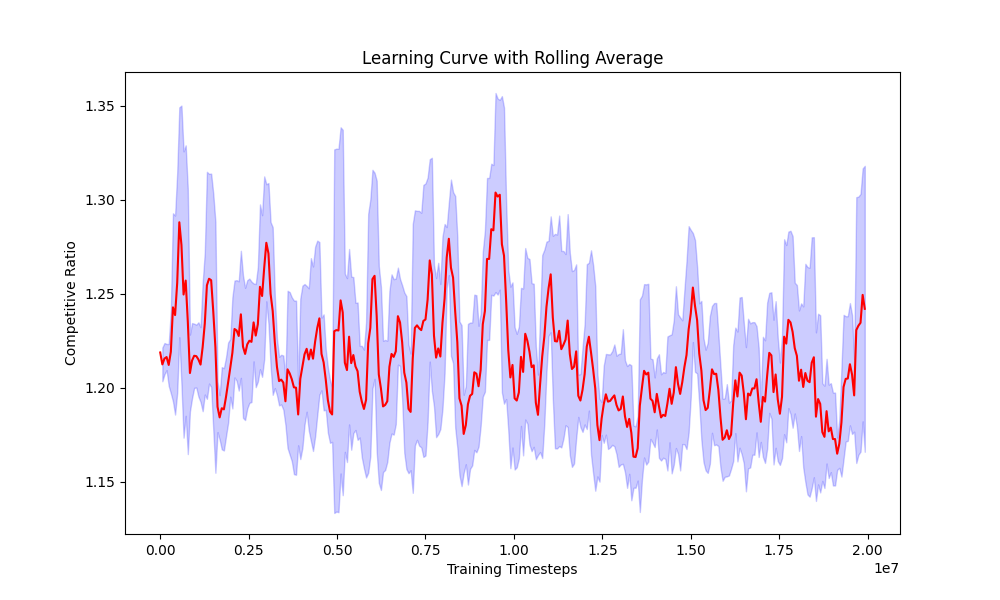 Learning Curve with Rolling Average
Competitive Ratio
1.35
1.30
1.25
1.20
1.15
0.00 0.25 0.50 0.75 1.00 1.25 1.50 1.75 2.00
1e7
Training Timesteps